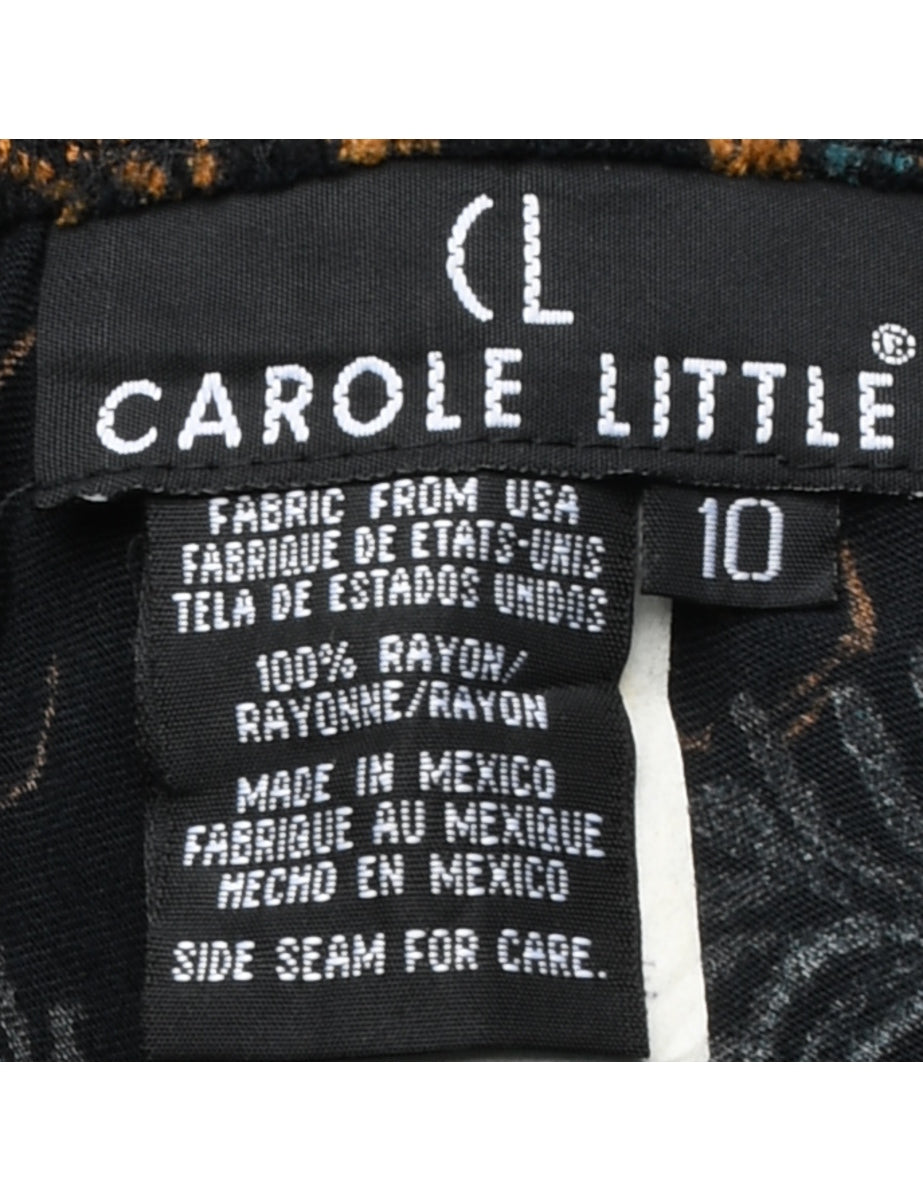 CL
CAROLE LITTLE®
10
FABRIC FROM USA
FABRIQUE DE ETATS-UNIS
TELA DE ESTADOS UNIDOS
100% RAYON/
RAYONNE/RAYON
MADE IN MEXICO
FABRIQUE AU MEXIQUE
HECHO EN MEXICO
SIDE SEAM FOR CARE.